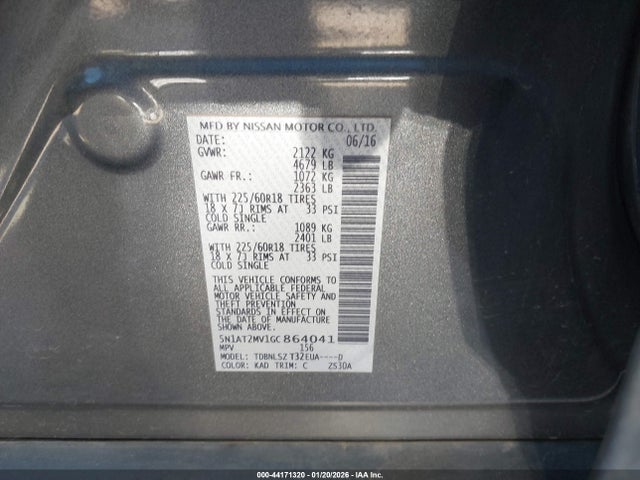 MFD BY NISSAN MOTOR CO., LTD.
DATE: 06/16
GVWR: 2122 KG
4679 LB
GAWR FR.: 1072 KG
2363 LB
WITH 225/60R18 TIRES
18 X 7J RIMS AT 33 PSI
COLD SINGLE
GAWR RR.: 1089 KG
2401 LB
WITH 225/60R18 TIRES
18 X 7J RIMS AT 33 PSI
COLD SINGLE
THIS VEHICLE CONFORMS TO
ALL APPLICABLE FEDERAL
MOTOR VEHICLE SAFETY AND
THEFT PREVENTION
STANDARDS IN EFFECT ON
THE DATE OF MANUFACTURE
5N1AT2MV1GC864041
MPV 156
MODEL: TDBNLSZ T32EUA----D
COLOR: KAD TRIM: C ZS30A
000-44171320 - 01/20/2026 - IAA Inc.